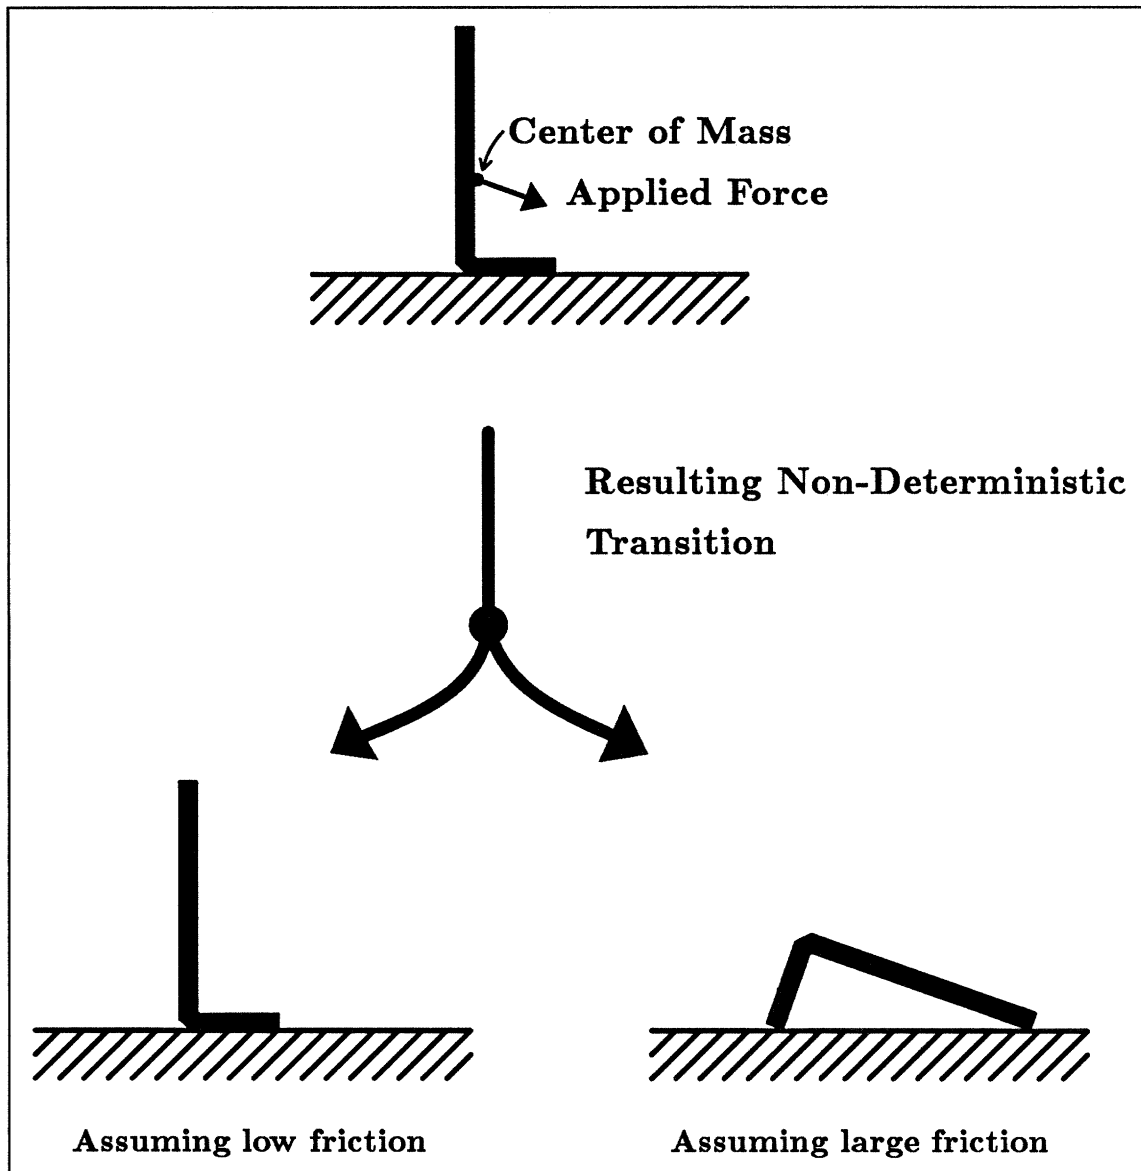 Center of Mass
Applied Force
Resulting Non-Deterministic
Transition
Assuming low friction
Assuming large friction